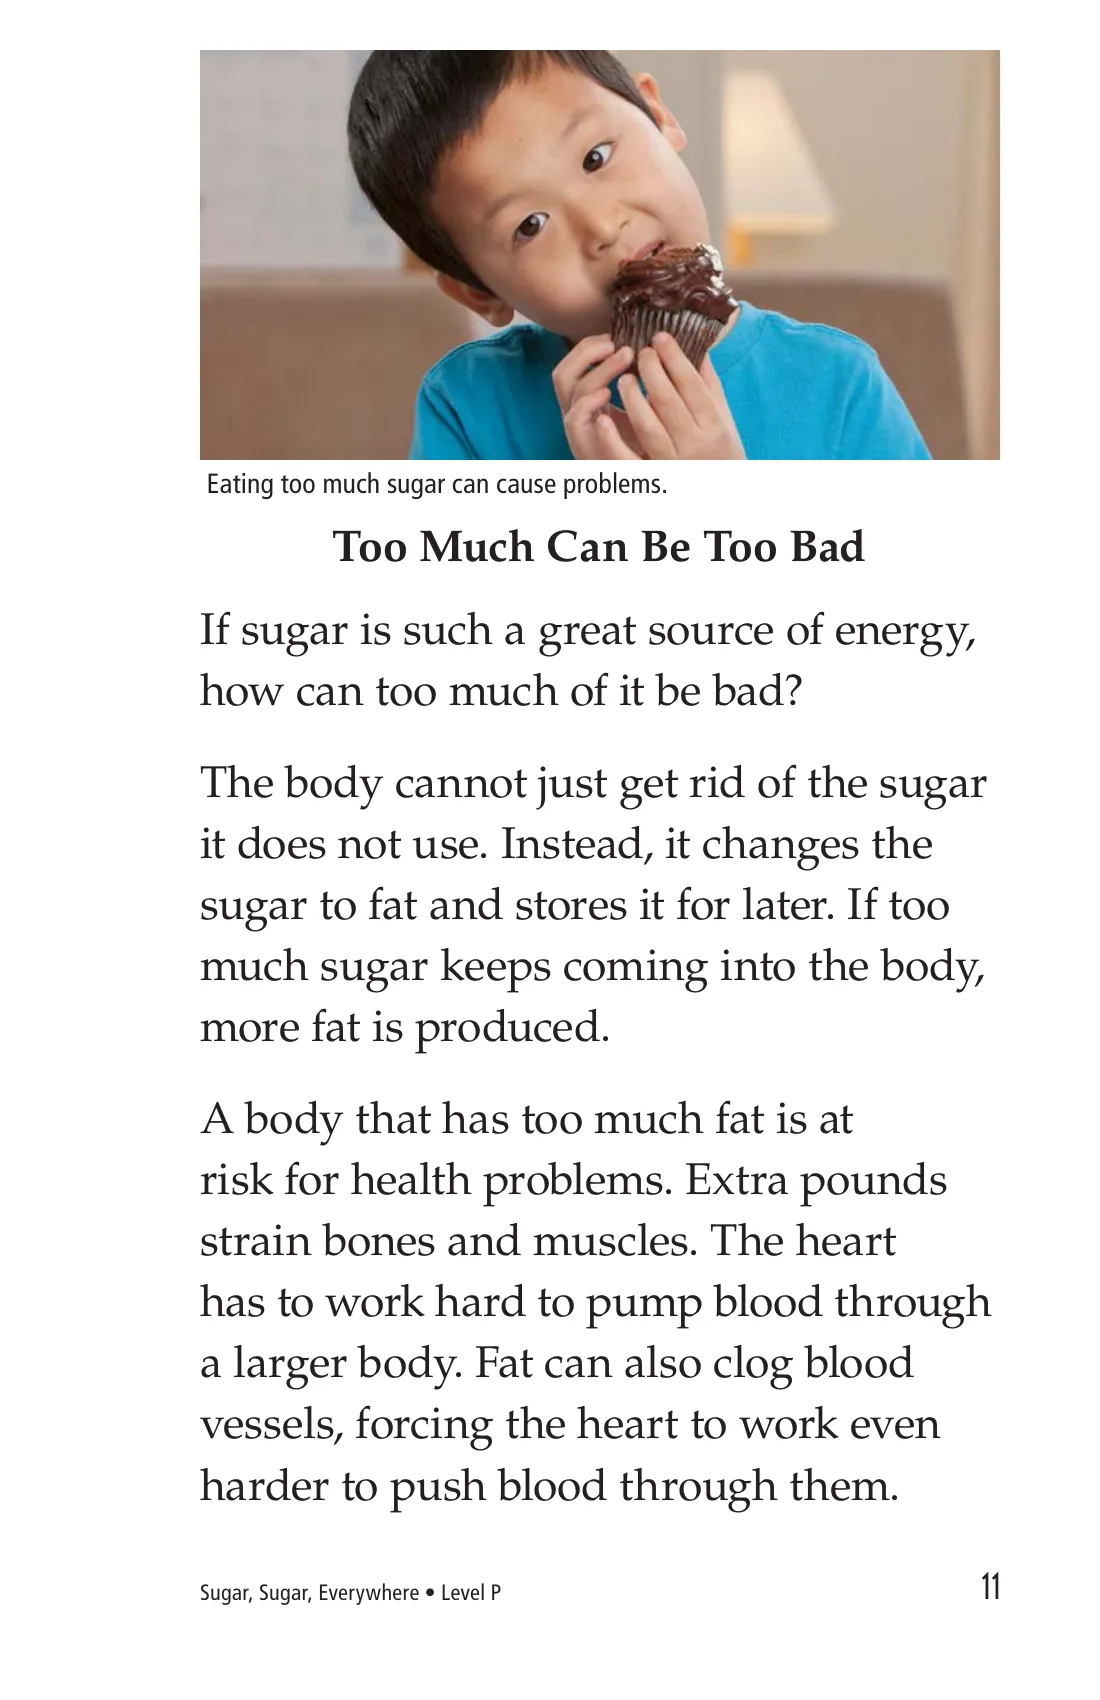 Eating too much sugar can cause problems.
Too Much Can Be Too Bad
If sugar is such a great source of energy,
how can too much of it be bad?
The body cannot just get rid of the sugar
it does not use. Instead, it changes the
sugar to fat and stores it for later. If too
much sugar keeps coming into the body,
more fat is produced.
A body that has too much fat is at
risk for health problems. Extra pounds
strain bones and muscles. The heart
has to work hard to pump blood through
a larger body. Fat can also clog blood
vessels, forcing the heart to work even
harder to push blood through them.
Sugar, Sugar, Everywhere • Level P
11